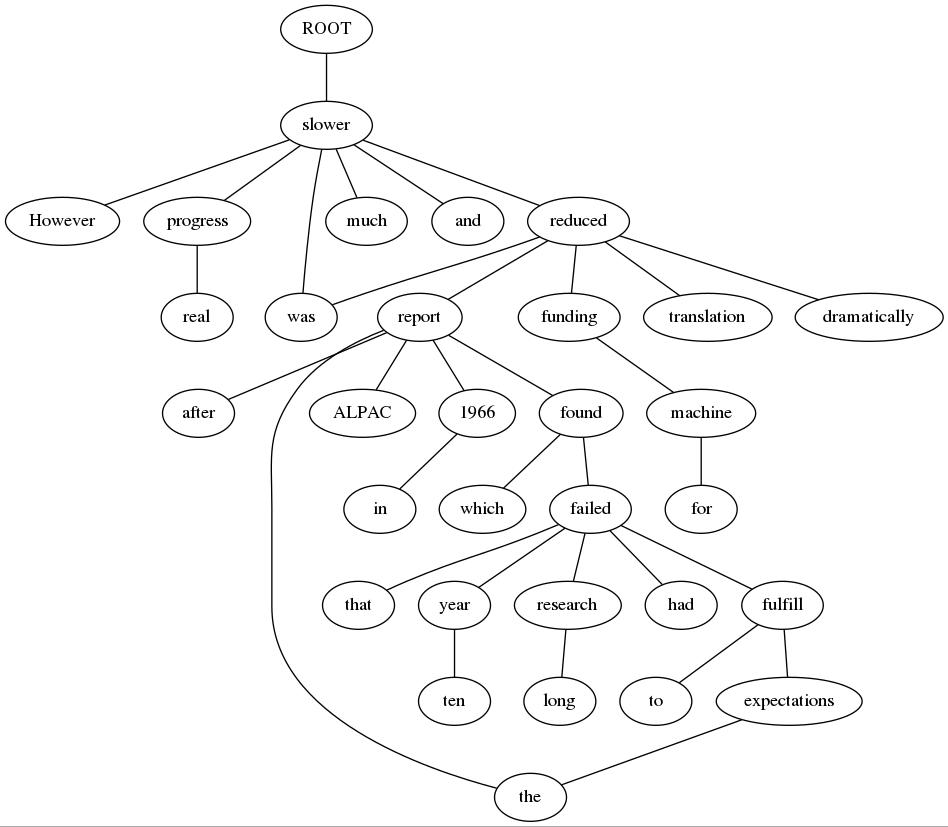 ROOT
slower
However progress much and reduced
real was report funding translation dramatically
after ALPAC 1966 found machine
in which failed for
that year research had fulfill
ten long to expectations
the